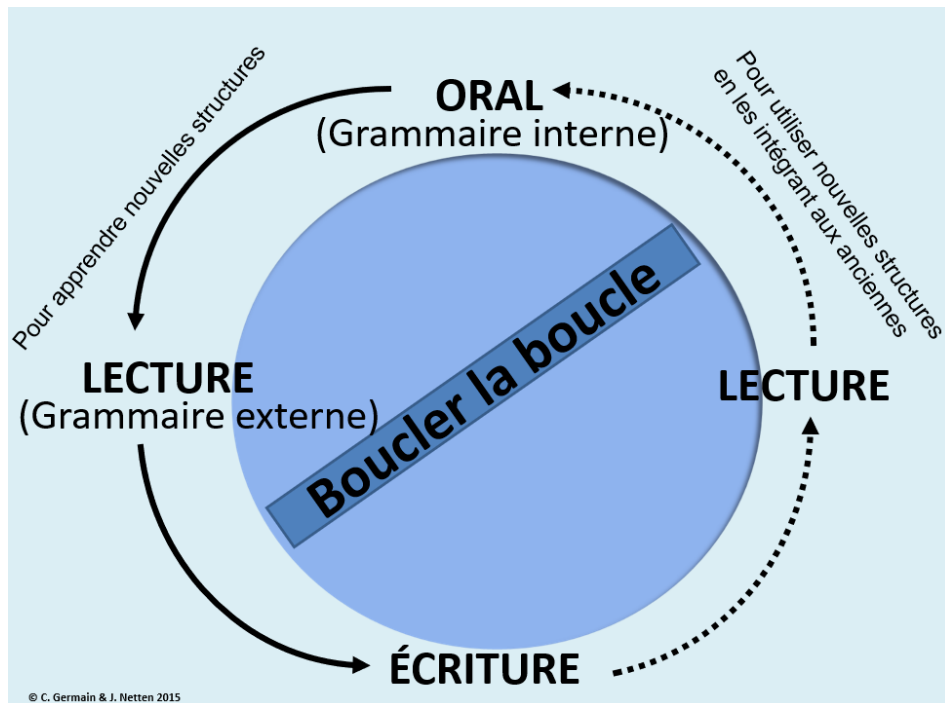 ORAL
(Grammaire interne)
Pour apprendre nouvelles structures
Pour utiliser nouvelles structures
en les intégrant aux anciennes
LECTURE
(Grammaire externe)
Boucler la boucle
LECTURE
ÉCRITURE
© C. Germain & J. Netten 2015